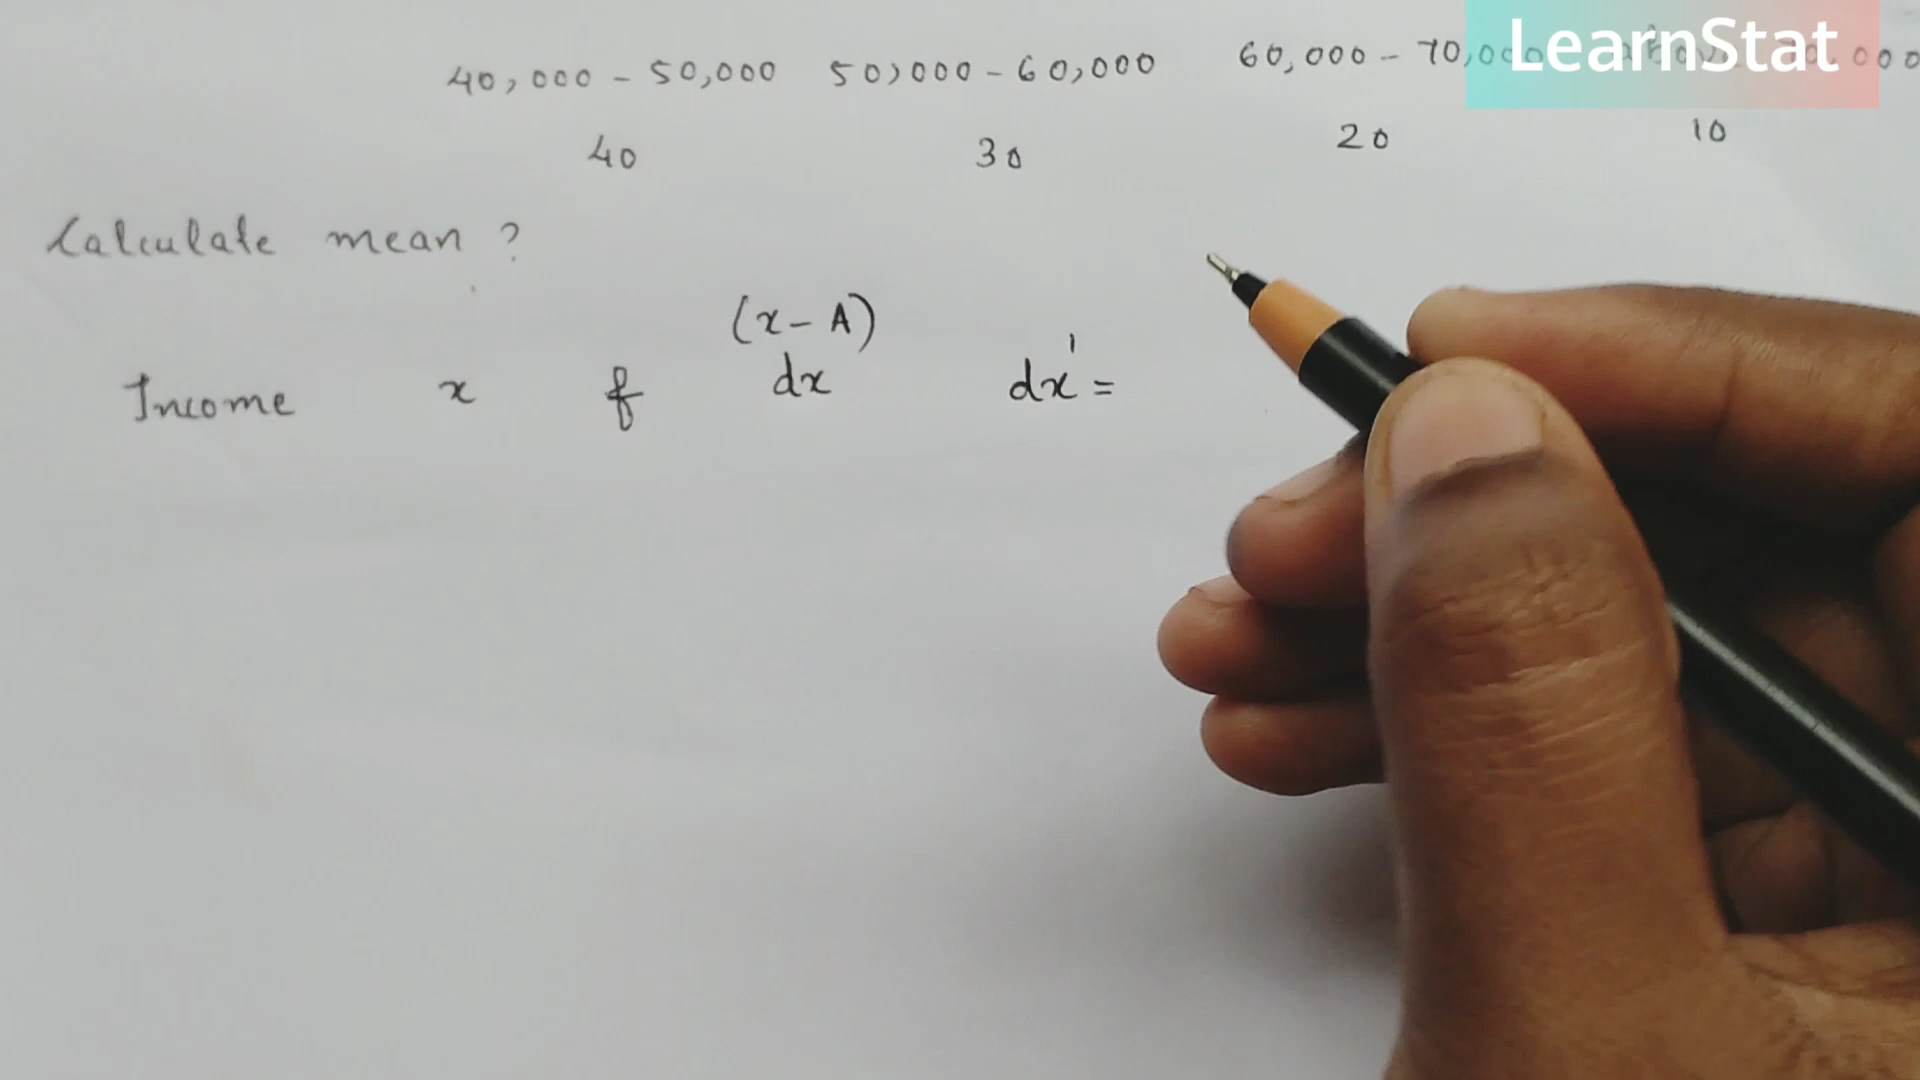 LearnStat
40,000 - 50,000 50,000 - 60,000 60,000 - 70,000
40 30 20 10
Calculate mean ?
(x - A)
Income x f dx dx' =